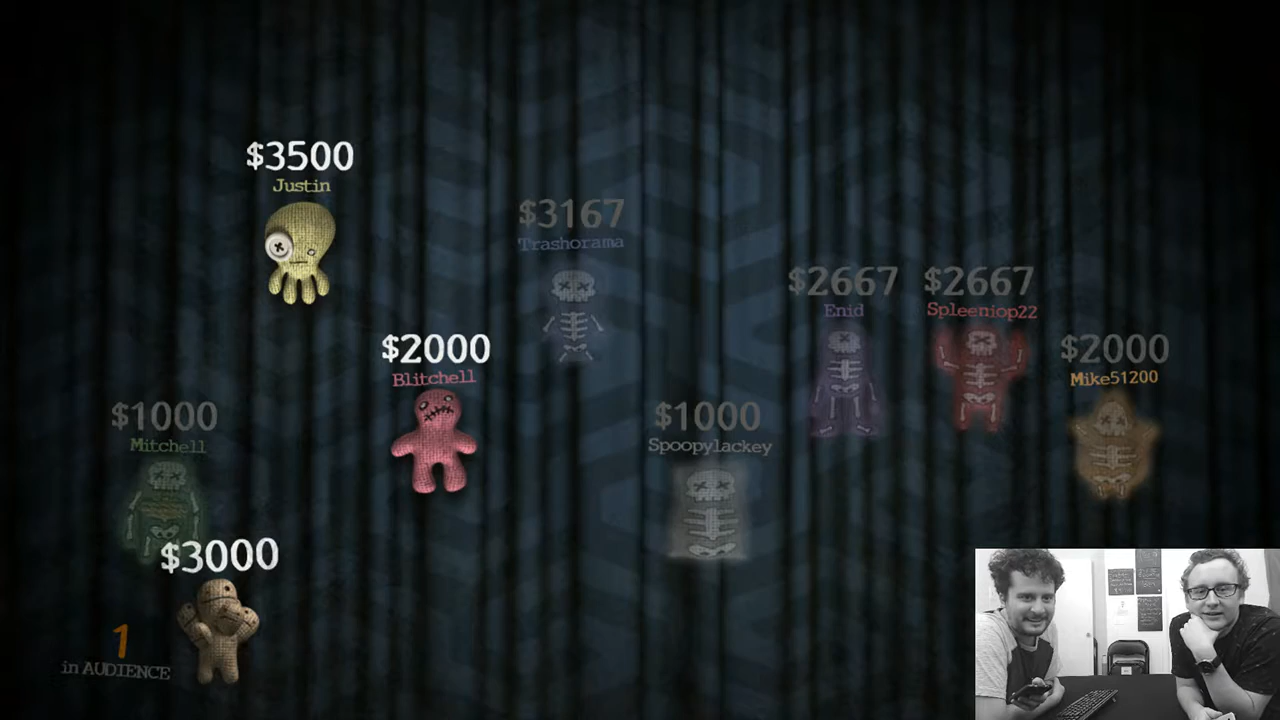 $3500
Justin
$3167
Trashorama
$2667
Enid
$2667
Spleeniop22
$2000
Blitchell
$2000
Mike51200
$1000
Mitchell
$1000
Spoopylackey
$3000
1
in AUDIENCE